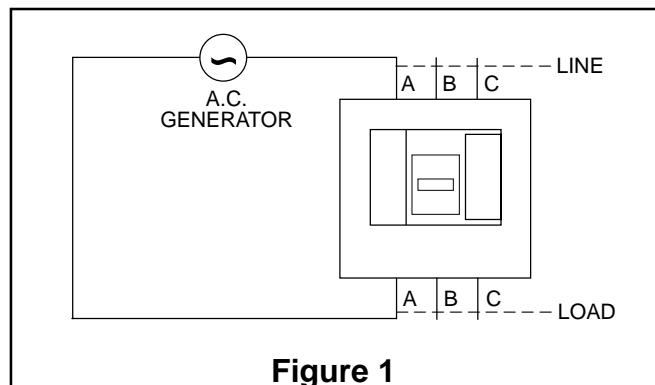 LINE
A B C
A.C.
GENERATOR
A B C
LOAD
Figure 1